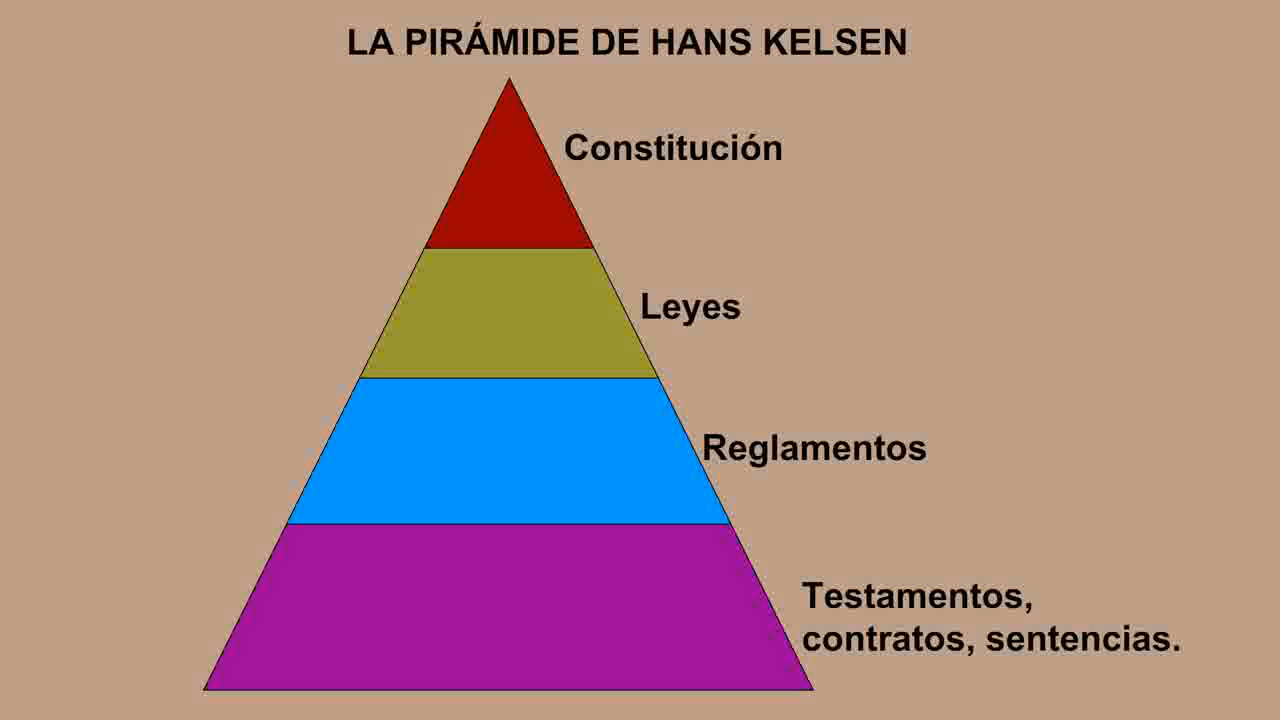 LA PIRÁMIDE DE HANS KELSEN
Constitución
Leyes
Reglamentos
Testamentos,
contratos, sentencias.